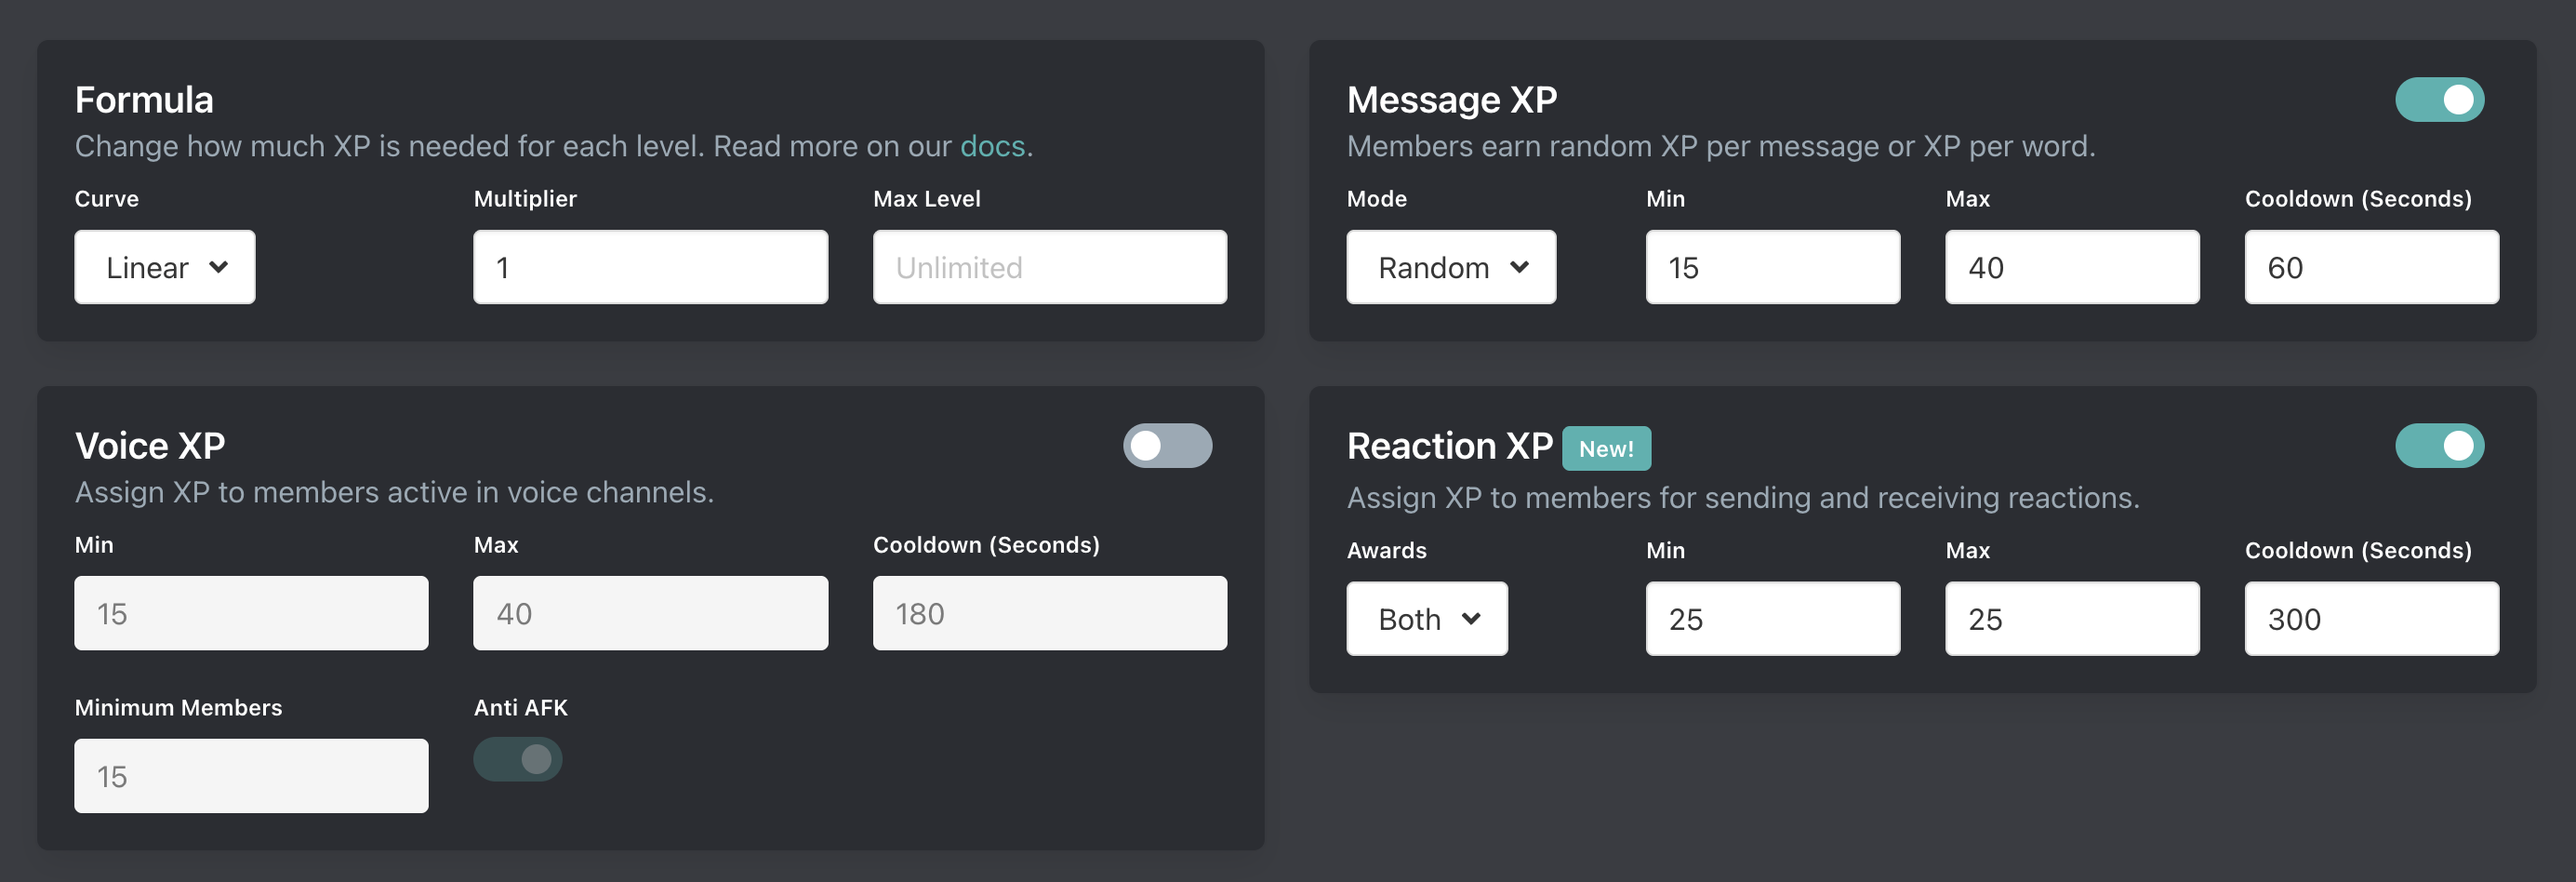 Formula
Change how much XP is needed for each level. Read more on our docs.
Curve Multiplier Max Level
Linear 1 Unlimited
Message XP
Members earn random XP per message or XP per word.
Mode Min Max Cooldown (Seconds)
Random 15 40 60
Voice XP
Assign XP to members active in voice channels.
Min Max Cooldown (Seconds)
15 40 180
Minimum Members Anti AFK
15
Reaction XP New!
Assign XP to members for sending and receiving reactions.
Awards Min Max Cooldown (Seconds)
Both 25 25 300